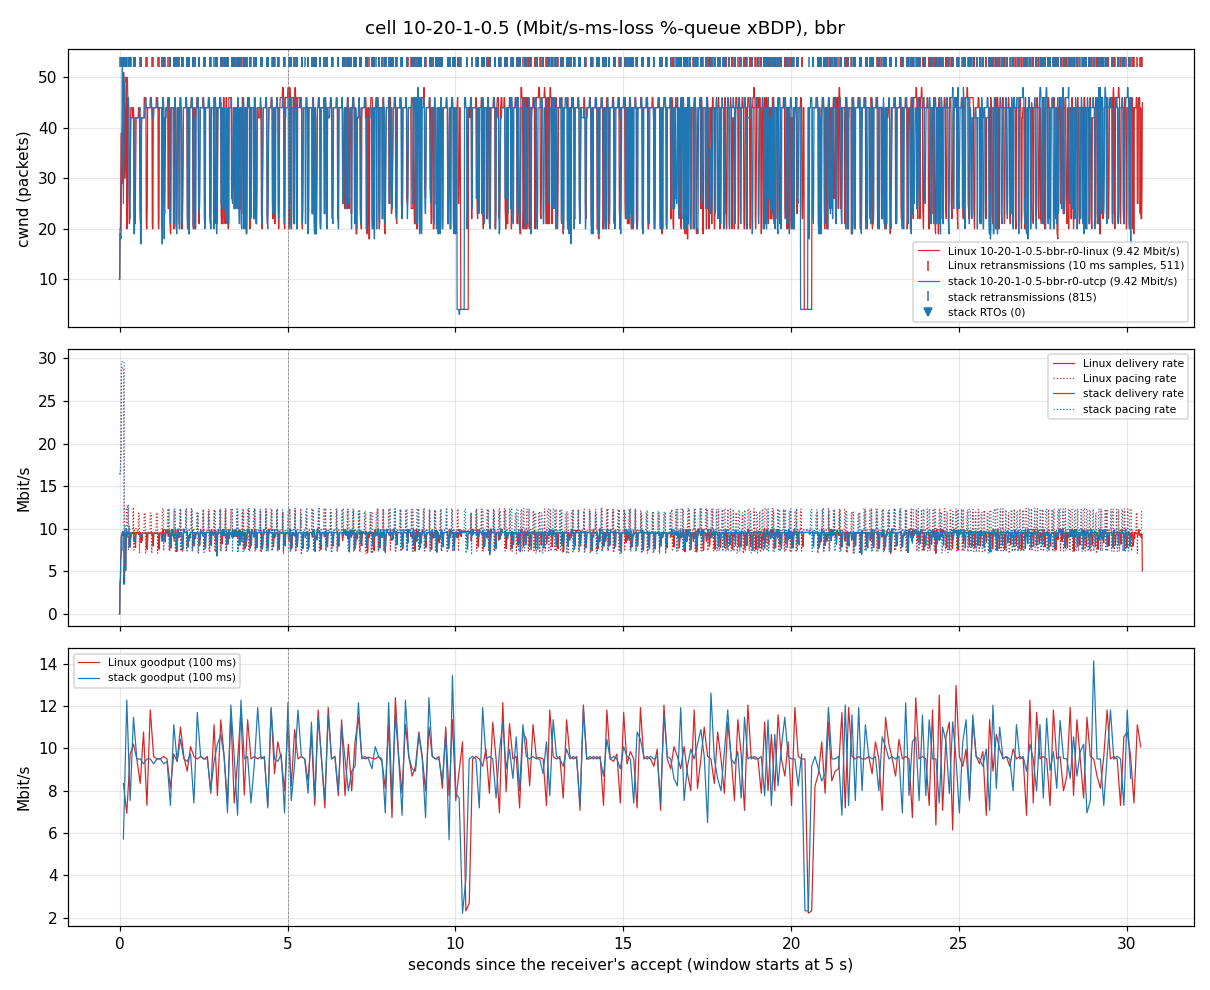 cell 10-20-1-0.5 (Mbit/s-ms-loss %-queue xBDP), bbr
50
40
30
20
10
cwnd (packets)
Linux 10-20-1-0.5-bbr-r0-linux (9.42 Mbit/s)
Linux retransmissions (10 ms samples, 511)
stack 10-20-1-0.5-bbr-r0-utcp (9.42 Mbit/s)
stack retransmissions (815)
stack RTOs (0)
30
25
20
15
10
5
0
Mbit/s
Linux delivery rate
Linux pacing rate
stack delivery rate
stack pacing rate
14
12
10
8
6
4
2
Mbit/s
Linux goodput (100 ms)
stack goodput (100 ms)
0 5 10 15 20 25 30
seconds since the receiver's accept (window starts at 5 s)